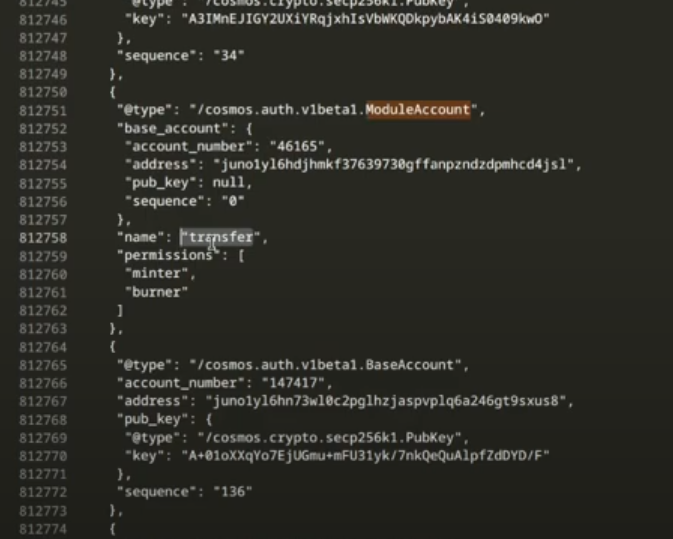 812745 "@type": "/cosmos.crypto.secp256k1.PubKey",
812746 "key": "A3IMnEJIGY2UXiYRqjxhIsVbWKQDkpybAK4iS0409kwO"
812747 },
812748 "sequence": "34"
812749 },
812750 {
812751 "@type": "/cosmos.auth.v1beta1.ModuleAccount",
812752 "base_account": {
812753 "account_number": "46165",
812754 "address": "juno1yl6hdjhmkf37639730gffanpzndzdpmhcd4jsl",
812755 "pub_key": null,
812756 "sequence": "0"
812757 },
812758 "name": "transfer",
812759 "permissions": [
812760 "minter",
812761 "burner"
812762 ]
812763 },
812764 {
812765 "@type": "/cosmos.auth.v1beta1.BaseAccount",
812766 "account_number": "147417",
812767 "address": "juno1yl6hn73wl0c2pglhzjaspvplq6a246gt9sxus8",
812768 "pub_key": {
812769 "@type": "/cosmos.crypto.secp256k1.PubKey",
812770 "key": "A+01oXXqYo7EjUGmu+mFU31yk/7nkQeQuAlpfZdDYD/F"
812771 },
812772 "sequence": "136"
812773 },
812774 {